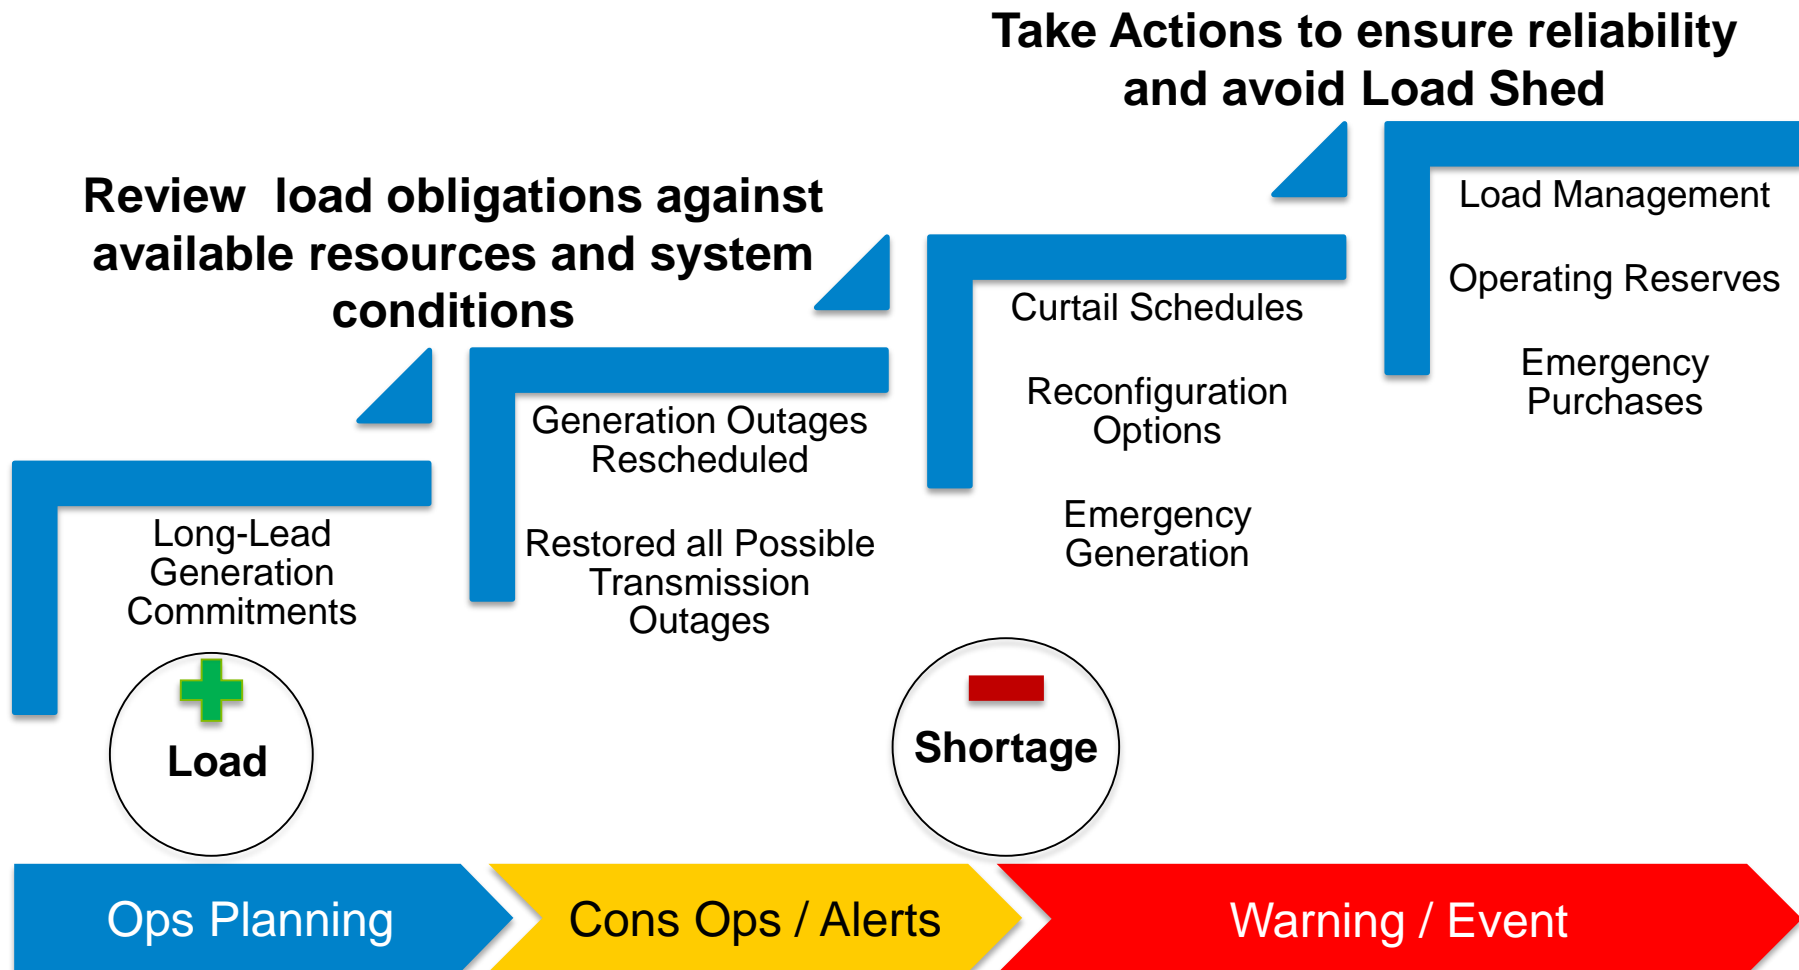 Take Actions to ensure reliability
and avoid Load Shed
Review load obligations against
available resources and system
conditions
Long-Lead
Generation
Commitments
Generation Outages
Rescheduled
Restored all Possible
Transmission
Outages
Curtail Schedules
Reconfiguration
Options
Emergency
Generation
Load Management
Operating Reserves
Emergency
Purchases
Load
Shortage
Ops Planning
Cons Ops / Alerts
Warning / Event